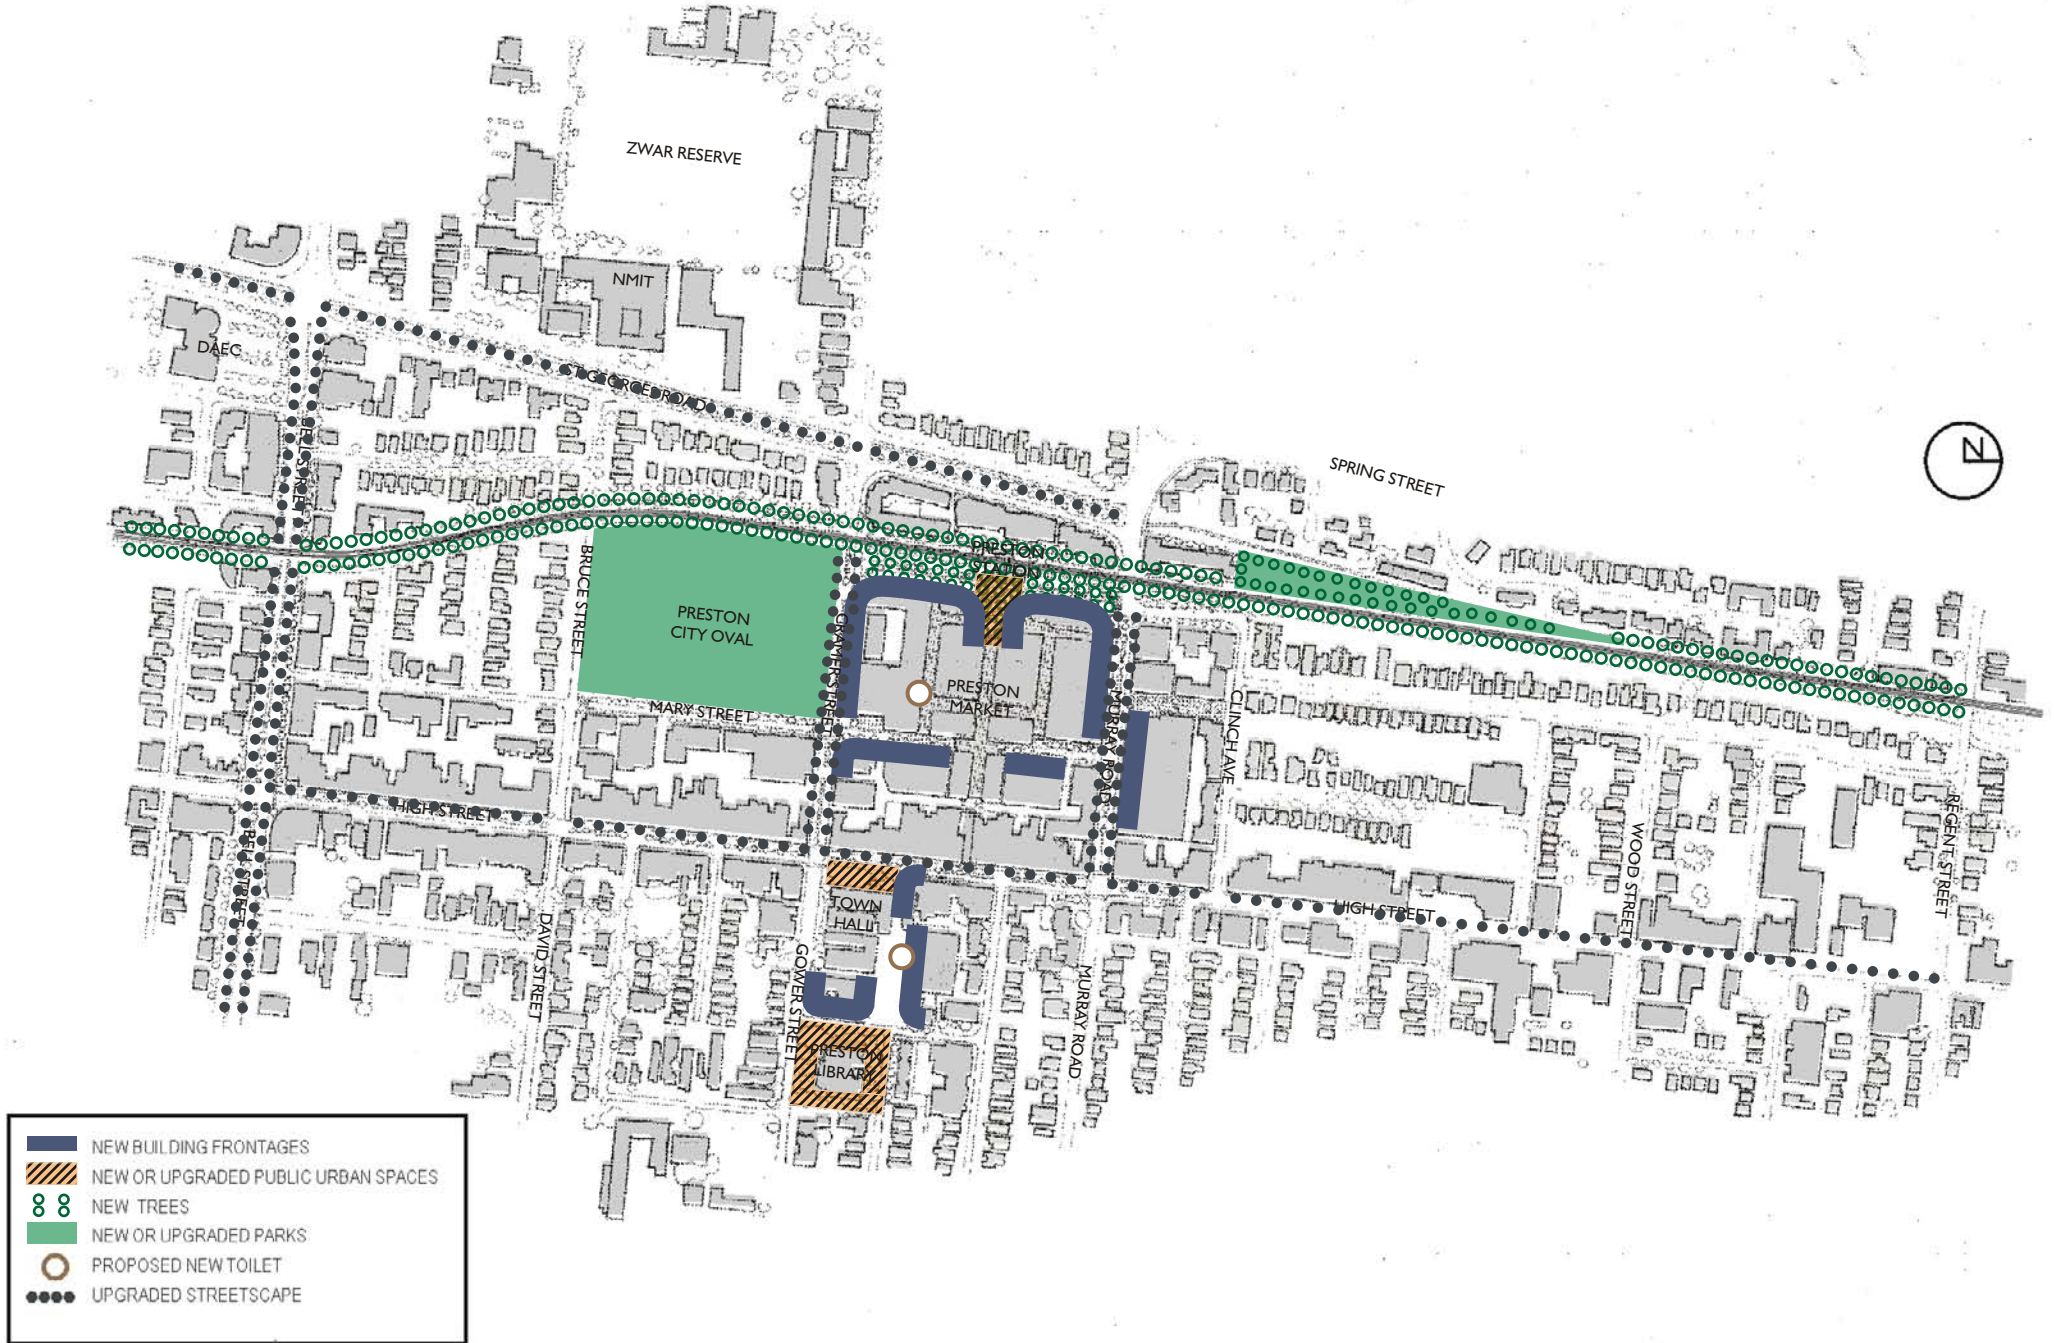 ZWAR RESERVE
NMIT
DAEC
ST GEORGES ROAD
BELL STREET
SPRING STREET
N
PRESTON
STATION
BRUCE STREET
PRESTON
CITY OVAL
CRAMER STREET
PRESTON
MARKET
MURRAY ROAD
CLINCH AVE
MARY STREET
HIGH STREET
BELL STREET
WOOD STREET
REGENT STREET
HIGH STREET
TOWN
HALL
DAVID STREET
GOWER STREET
MURRAY ROAD
PRESTON
LIBRARY
NEW BUILDING FRONTAGES
NEW OR UPGRADED PUBLIC URBAN SPACES
NEW TREES
NEW OR UPGRADED PARKS
PROPOSED NEW TOILET
UPGRADED STREETSCAPE